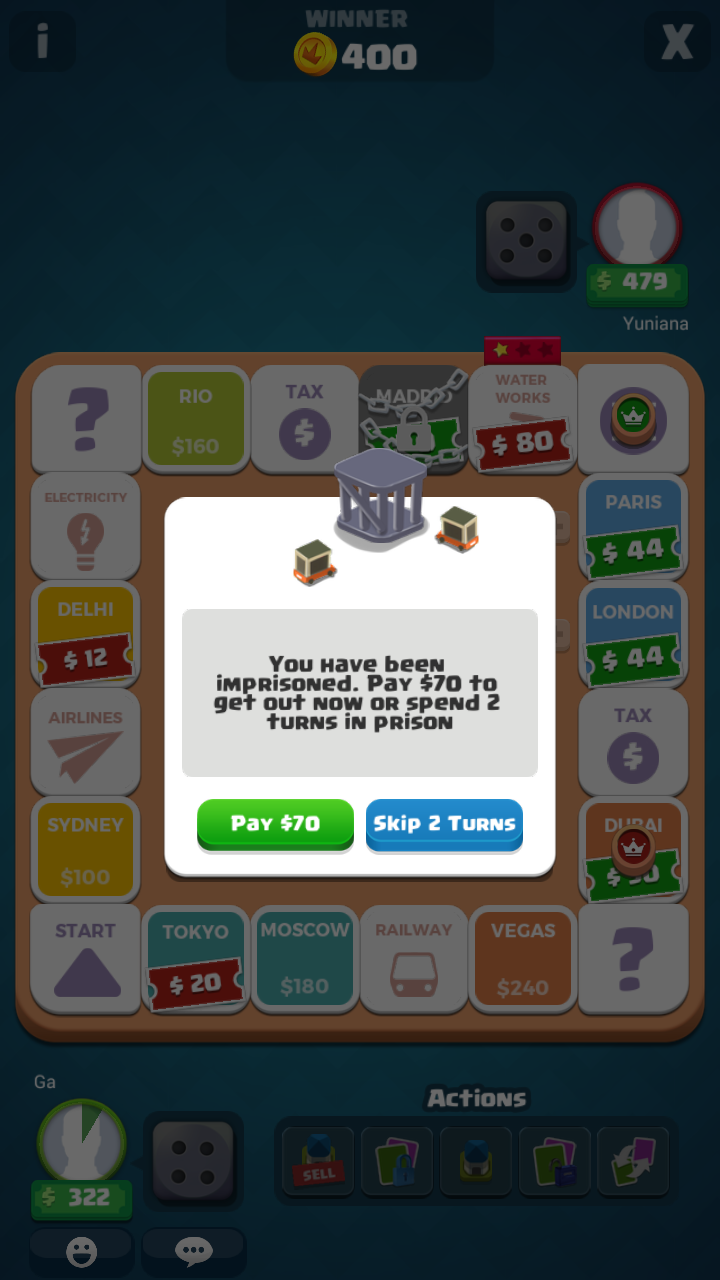 WINNER
i
400
X
$ 479
Yuniana
?
RIO
$160
TAX
$
WATER
WORKS
$ 80
ELECTRICITY
PARIS
$ 44
DELHI
$ 12
LONDON
$ 44
You have been
imprisoned. Pay $70 to
get out now or spend 2
turns in prison
AIRLINES
TAX
$
Pay $70
Skip 2 Turns
SYDNEY
$100
START
TOKYO
$ 20
MOSCOW
$180
RAILWAY
VEGAS
$240
?
Ga
$ 322
Actions
SELL